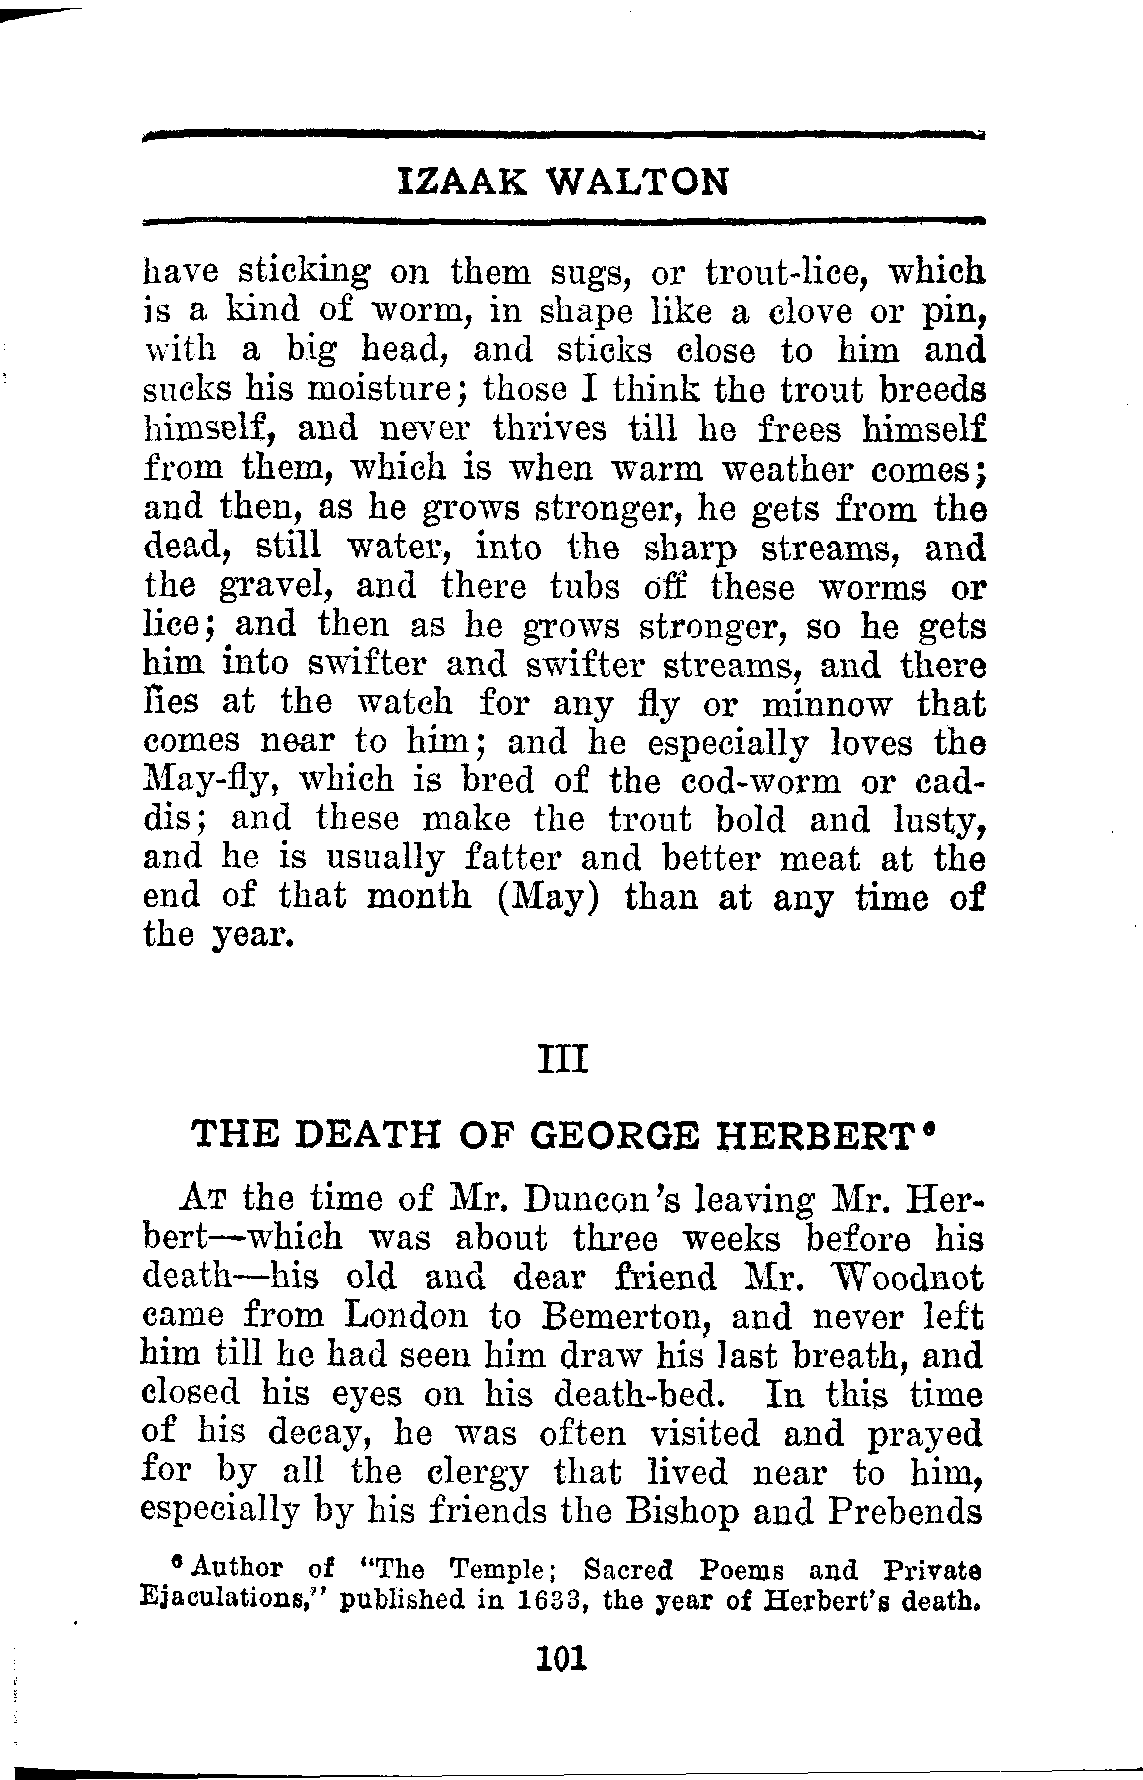 IZAAK WALTON
have sticking on them sugs, or trout-lice, which
is a kind of worm, in shape like a clove or pin,
with a big head, and sticks close to him and
sucks his moisture; those I think the trout breeds
himself, and never thrives till he frees himself
from them, which is when warm weather comes;
and then, as he grows stronger, he gets from the
dead, still water, into the sharp streams, and
the gravel, and there tubs off these worms or
lice; and then as he grows stronger, so he gets
him into swifter and swifter streams, and there
lies at the watch for any fly or minnow that
comes near to him; and he especially loves the
May-fly, which is bred of the cod-worm or cad-
dis; and these make the trout bold and lusty,
and he is usually fatter and better meat at the
end of that month (May) than at any time of
the year.
III
THE DEATH OF GEORGE HERBERT⁶
AT the time of Mr. Duncon's leaving Mr. Her-
bert—which was about three weeks before his
death—his old and dear friend Mr. Woodnot
came from London to Bemerton, and never left
him till he had seen him draw his last breath, and
closed his eyes on his death-bed. In this time
of his decay, he was often visited and prayed
for by all the clergy that lived near to him,
especially by his friends the Bishop and Prebends
⁶ Author of "The Temple; Sacred Poems and Private
Ejaculations," published in 1633, the year of Herbert's death.
101